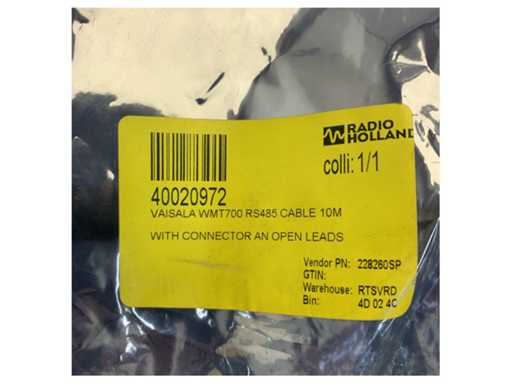 RADIO
HOLLAND
colli: 1/1
40020972
VAISALA WMT700 RS485 CABLE 10M
WITH CONNECTOR AN OPEN LEADS
Vendor PN: 228260SP
GTIN:
Warehouse: RTSVRD
Bin: 4D 02 4C